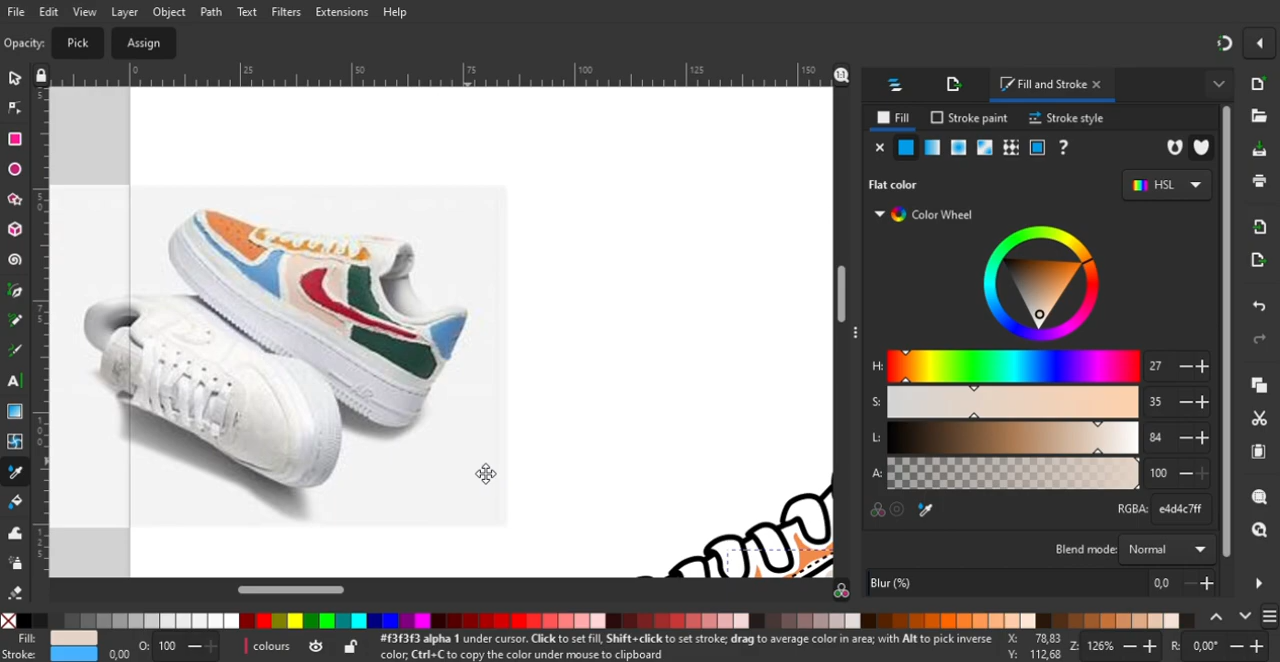 File Edit View Layer Object Path Text Filters Extensions Help
Opacity: Pick Assign
0 25 50 75 100 125 150
Fill and Stroke
Fill Stroke paint Stroke style
?
Flat color HSL
Color Wheel
H: 27
S: 35
L: 84
A: 100
RGBA: e4d4c7ff
Blend mode: Normal
Blur (%) 0,0
Fill: O: 100 colours #f3f3f3 alpha 1 under cursor. Click to set fill, Shift+click to set stroke; drag to average color in area; with Alt to pick inverse
Stroke: 0,00 color; Ctrl+C to copy the color under mouse to clipboard
X: 78,83
Y: 112,68
Z: 126% R: 0,00°